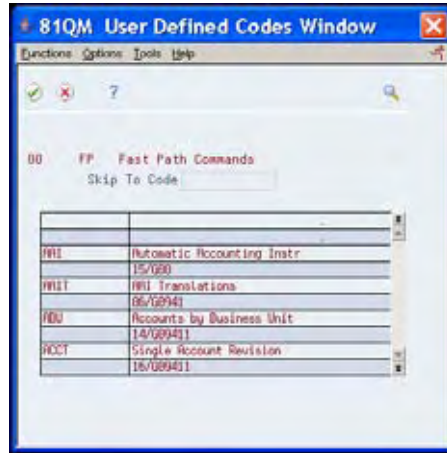 81QM User Defined Codes Window
Functions Options Tools Help
?
00 FP Fast Path Commands
Skip To Code
.
.
AAI Automatic Accounting Instr
15/G00
AAIT AAI Translations
06/G0941
ABU Accounts by Business Unit
14/G09411
ACCT Single Account Revision
16/G09411